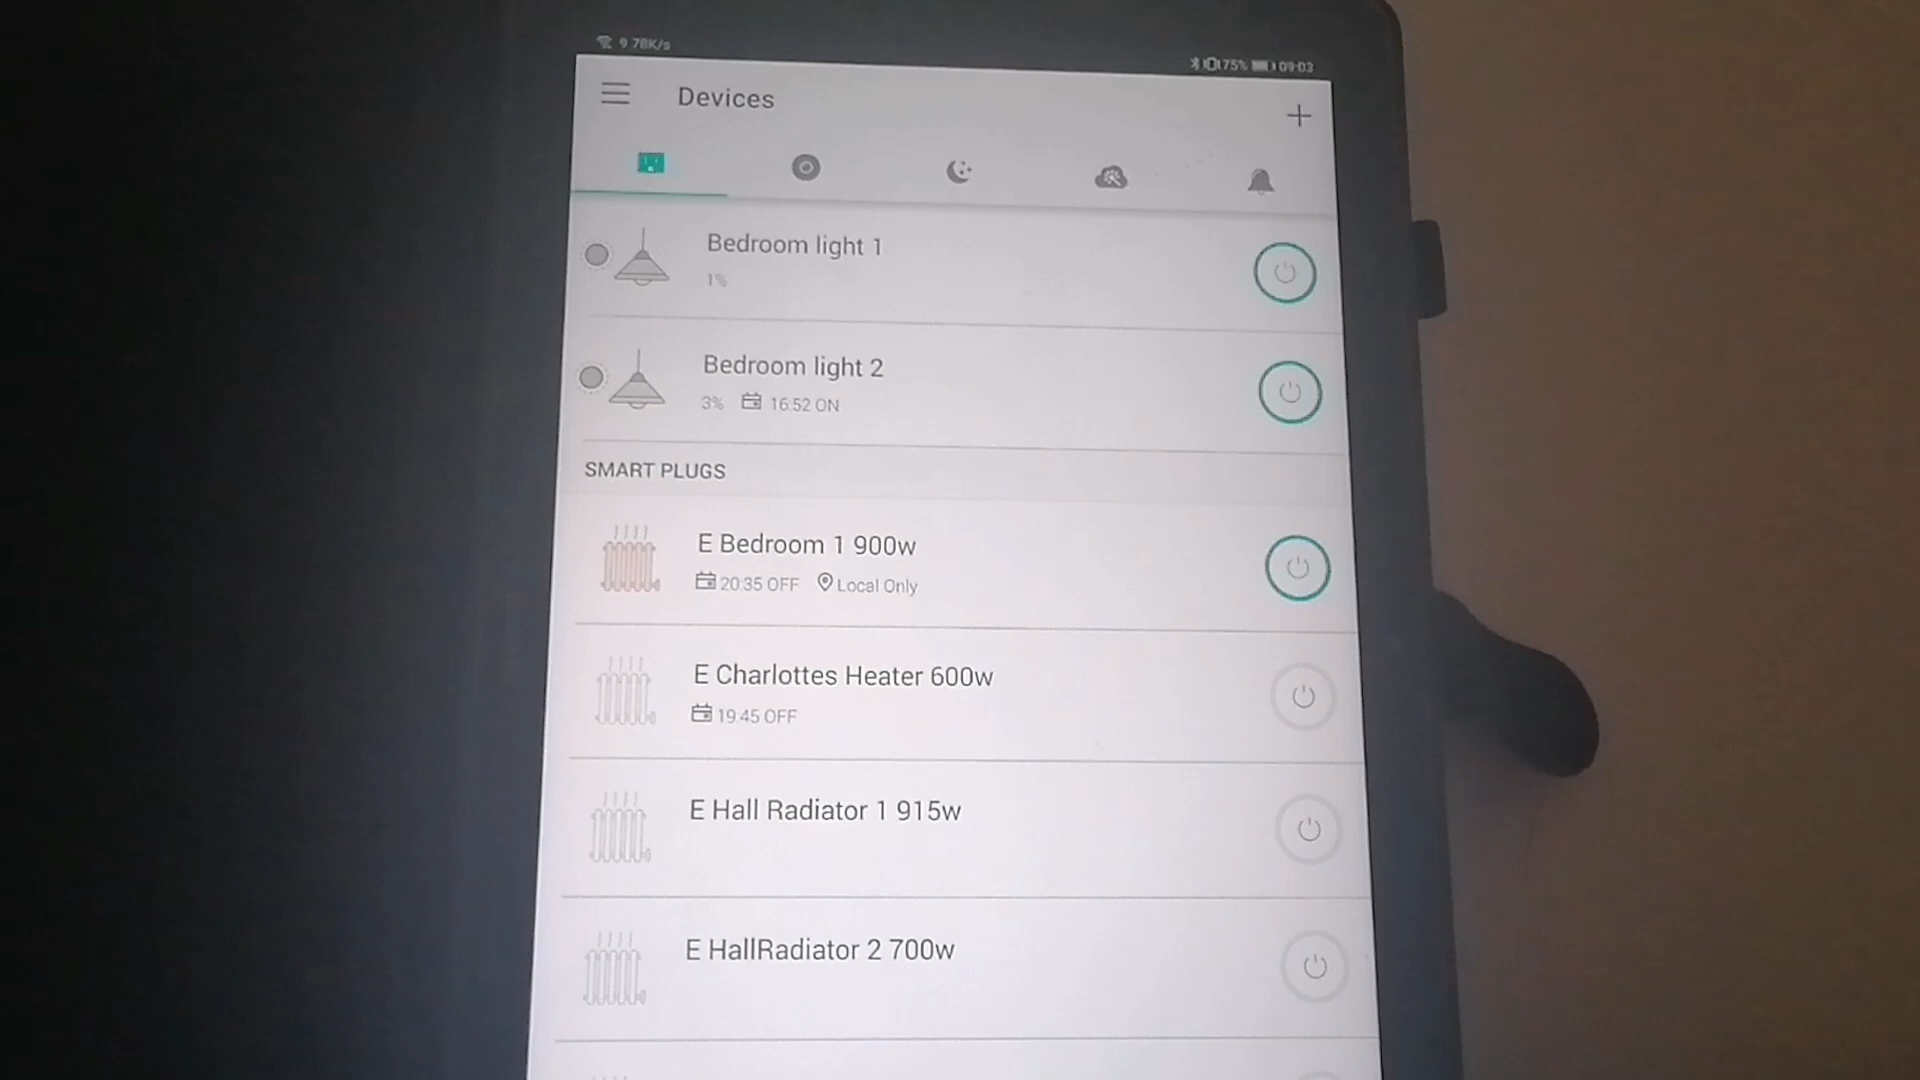 9.78K/s
75% 09:03
Devices
Bedroom light 1
1%
Bedroom light 2
3% 16:52 ON
SMART PLUGS
E Bedroom 1 900w
20:35 OFF Local Only
E Charlottes Heater 600w
19:45 OFF
E Hall Radiator 1 915w
E HallRadiator 2 700w